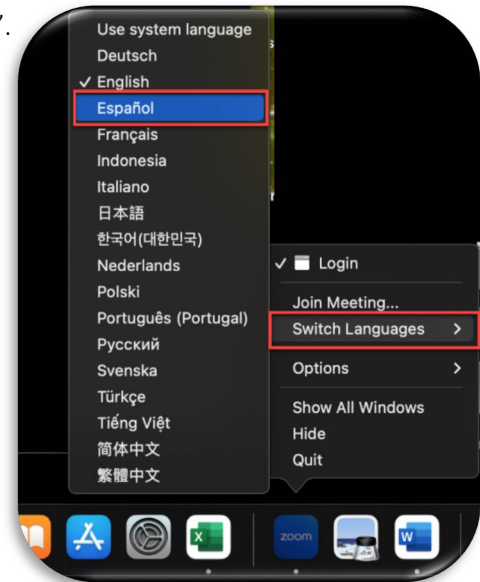 Use system language
Deutsch
✓ English
Español
Français
Indonesia
Italiano
日本語
한국어(대한민국)
Nederlands
Polski
Português (Portugal)
Русский
Svenska
Türkçe
Tiếng Việt
简体中文
繁體中文
✓ Login
Join Meeting...
Switch Languages >
Options >
Show All Windows
Hide
Quit
zoom
X
W